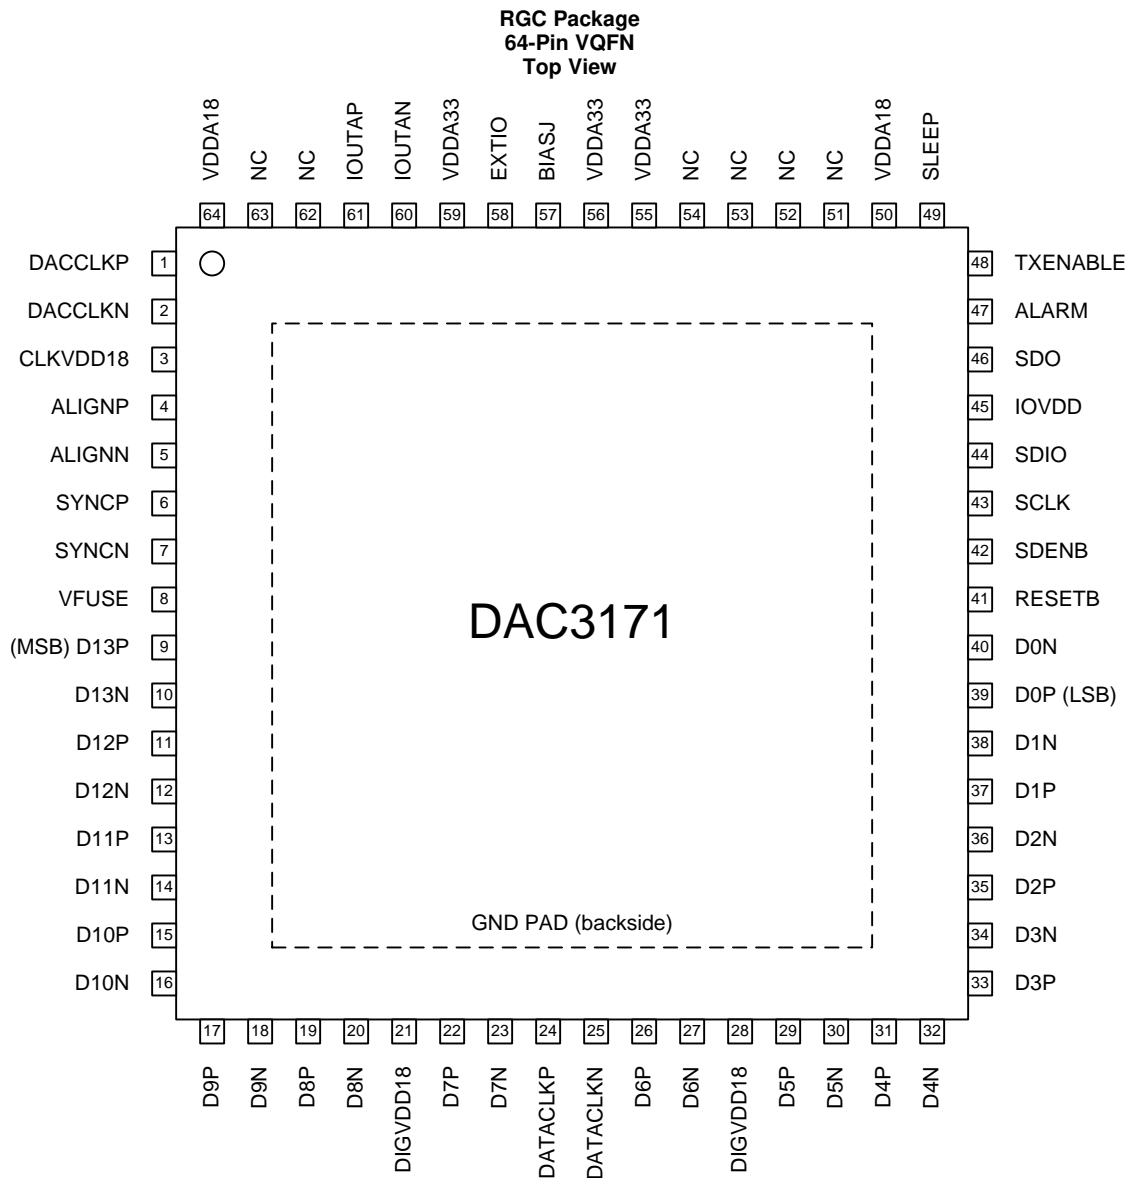 RGC Package
64-Pin VQFN
Top View
VDDA18
NC
NC
IOUTAP
IOUTAN
VDDA33
EXTIO
BIASJ
VDDA33
VDDA33
NC
NC
NC
NC
VDDA18
SLEEP
64 63 62 61 60 59 58 57 56 55 54 53 52 51 50 49
DACCLKP 1
DACCLKN 2
CLKVDD18 3
ALIGNP 4
ALIGNN 5
SYNCP 6
SYNCN 7
VFUSE 8
(MSB) D13P 9
D13N 10
D12P 11
D12N 12
D11P 13
D11N 14
D10P 15
D10N 16
DAC3171
GND PAD (backside)
48 TXENABLE
47 ALARM
46 SDO
45 IOVDD
44 SDIO
43 SCLK
42 SDENB
41 RESETB
40 D0N
39 D0P (LSB)
38 D1N
37 D1P
36 D2N
35 D2P
34 D3N
33 D3P
17 18 19 20 21 22 23 24 25 26 27 28 29 30 31 32
D9P
D9N
D8P
D8N
DIGVDD18
D7P
D7N
DATACLKP
DATACLKN
D6P
D6N
DIGVDD18
D5P
D5N
D4P
D4N